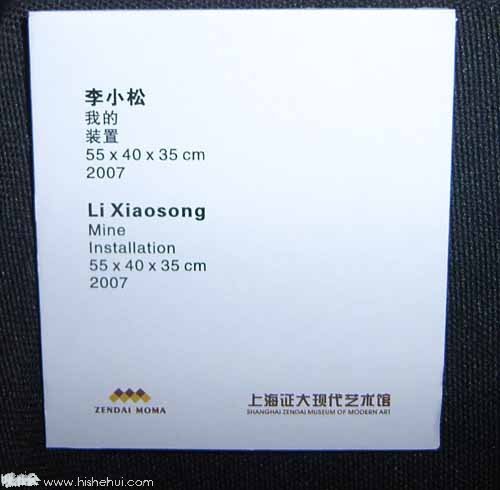 李小松
我的
装置
55 x 40 x 35 cm
2007
Li Xiaosong
Mine
Installation
55 x 40 x 35 cm
2007
ZENDAI MOMA
上海证大现代艺术馆
SHANGHAI ZENDAI MUSEUM OF MODERN ART
www.hishehui.com